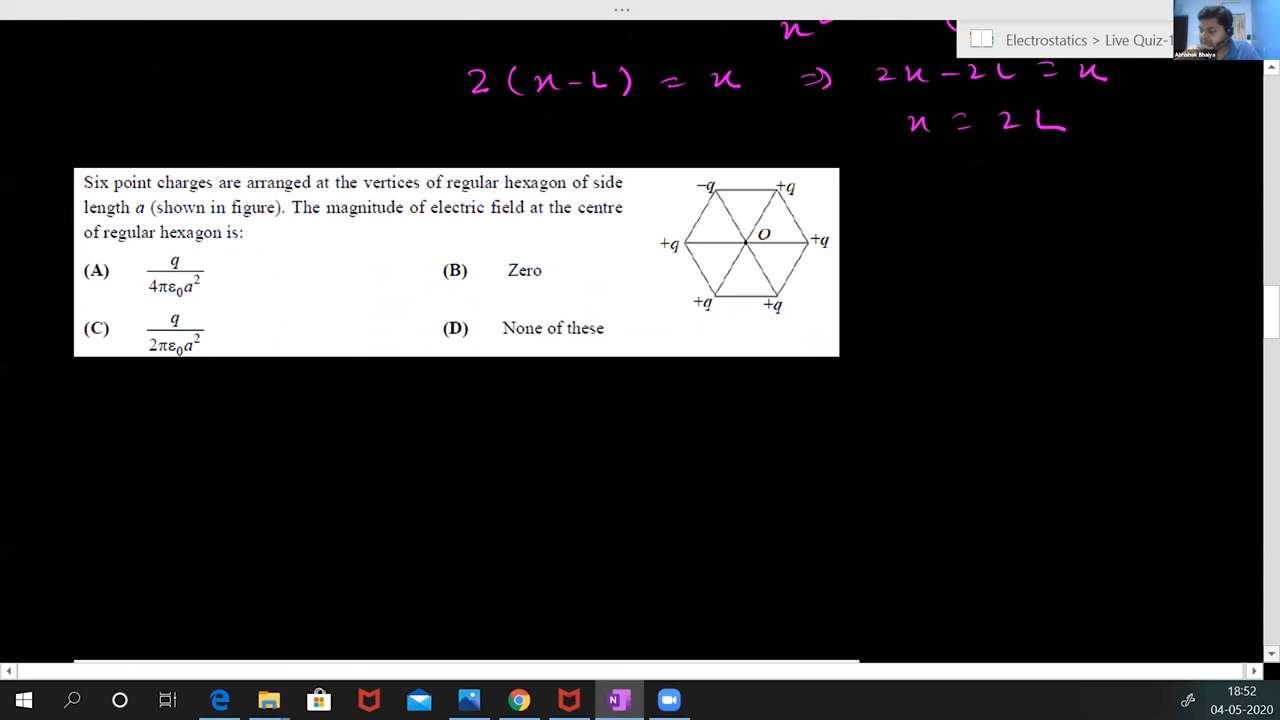 Electrostatics > Live Quiz-1
Abhishek Bhaiya
2 (x - L) = x ⇒ 2x - 2L = x
x = 2L
Six point charges are arranged at the vertices of regular hexagon of side
length a (shown in figure). The magnitude of electric field at the centre
of regular hexagon is:
(A) q/4πε₀a²
(B) Zero
(C) q/2πε₀a²
(D) None of these
-q +q
+q O +q
+q +q
18:52
04-05-2020